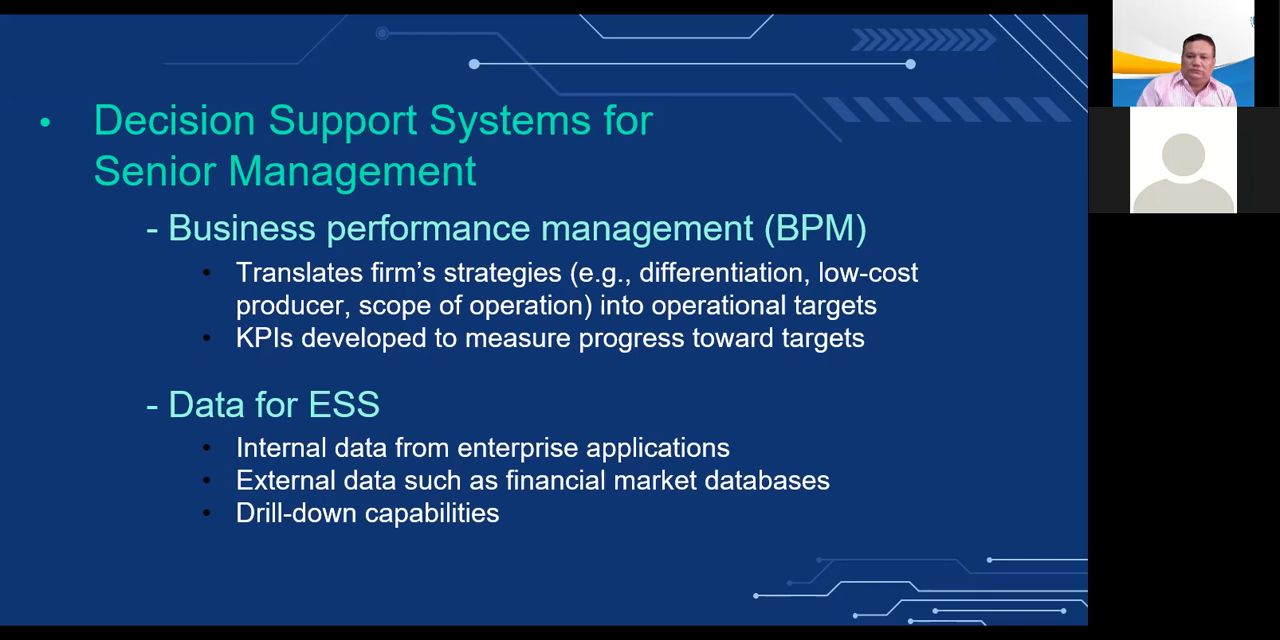 • Decision Support Systems for
Senior Management
- Business performance management (BPM)
• Translates firm’s strategies (e.g., differentiation, low-cost
producer, scope of operation) into operational targets
• KPIs developed to measure progress toward targets
- Data for ESS
• Internal data from enterprise applications
• External data such as financial market databases
• Drill-down capabilities